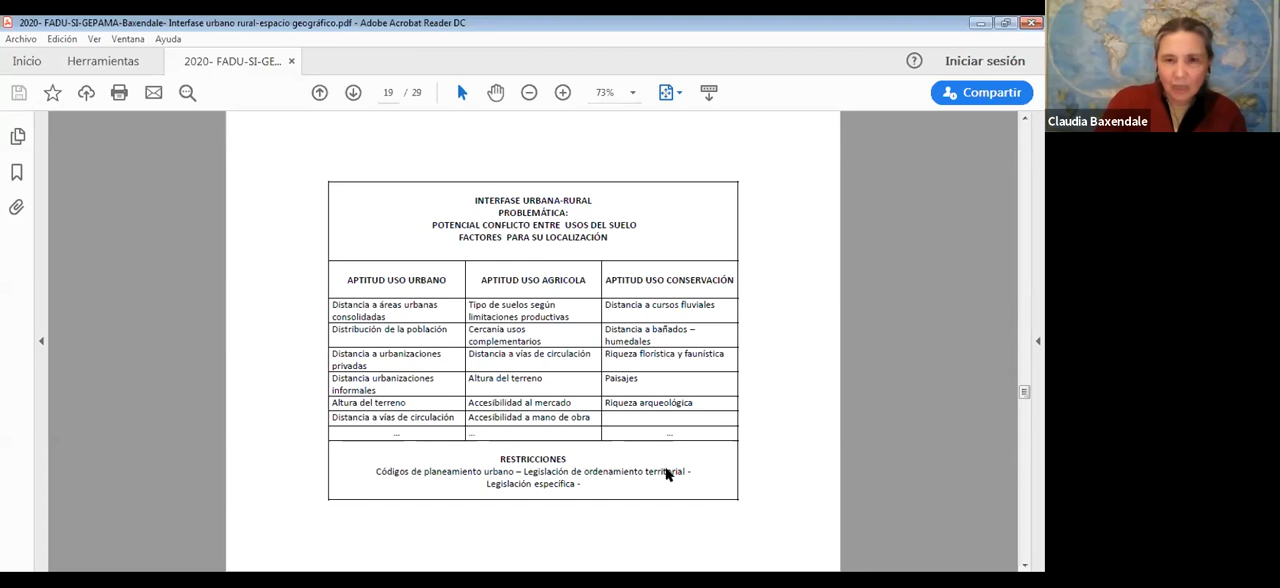 2020- FADU-SI-GEPAMA-Baxendale- Interfase urbano rural-espacio geográfico.pdf - Adobe Acrobat Reader DC
Archivo Edición Ver Ventana Ayuda
Inicio Herramientas 2020- FADU-SI-GE... × Iniciar sesión
19 / 29 73% Compartir
Claudia Baxendale
INTERFASE URBANA-RURAL
PROBLEMÁTICA:
POTENCIAL CONFLICTO ENTRE USOS DEL SUELO
FACTORES PARA SU LOCALIZACIÓN
APTITUD USO URBANO APTITUD USO AGRICOLA APTITUD USO CONSERVACIÓN
Distancia a áreas urbanas consolidadas Tipo de suelos según limitaciones productivas Distancia a cursos fluviales
Distribución de la población Cercanía usos complementarios Distancia a bañados – humedales
Distancia a urbanizaciones privadas Distancia a vías de circulación Riqueza florística y faunística
Distancia urbanizaciones informales Altura del terreno Paisajes
Altura del terreno Accesibilidad al mercado Riqueza arqueológica
Distancia a vías de circulación Accesibilidad a mano de obra
... ... ...
RESTRICCIONES
Códigos de planeamiento urbano – Legislación de ordenamiento territorial -
Legislación específica -